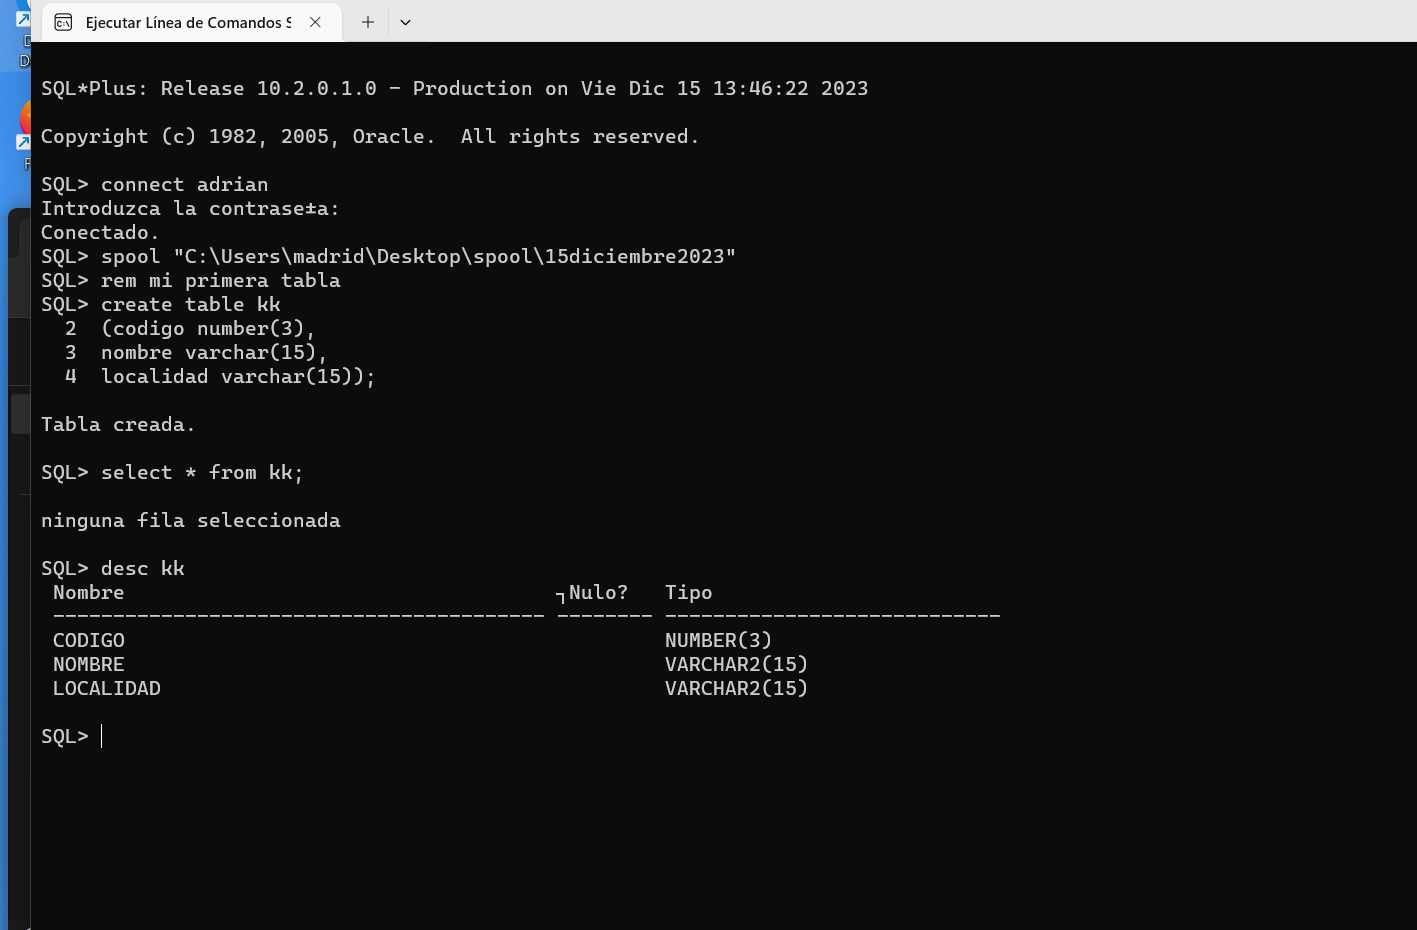 Ejecutar Línea de Comandos S
SQL*Plus: Release 10.2.0.1.0 - Production on Vie Dic 15 13:46:22 2023
Copyright (c) 1982, 2005, Oracle.  All rights reserved.
SQL> connect adrian
Introduzca la contrase±a:
Conectado.
SQL> spool "C:\Users\madrid\Desktop\spool\15diciembre2023"
SQL> rem mi primera tabla
SQL> create table kk
  2  (codigo number(3),
  3  nombre varchar(15),
  4  localidad varchar(15));
Tabla creada.
SQL> select * from kk;
ninguna fila seleccionada
SQL> desc kk
 Nombre                                    ┐Nulo?   Tipo
 ----------------------------------------- -------- ----------------------------
 CODIGO                                             NUMBER(3)
 NOMBRE                                             VARCHAR2(15)
 LOCALIDAD                                          VARCHAR2(15)
SQL>